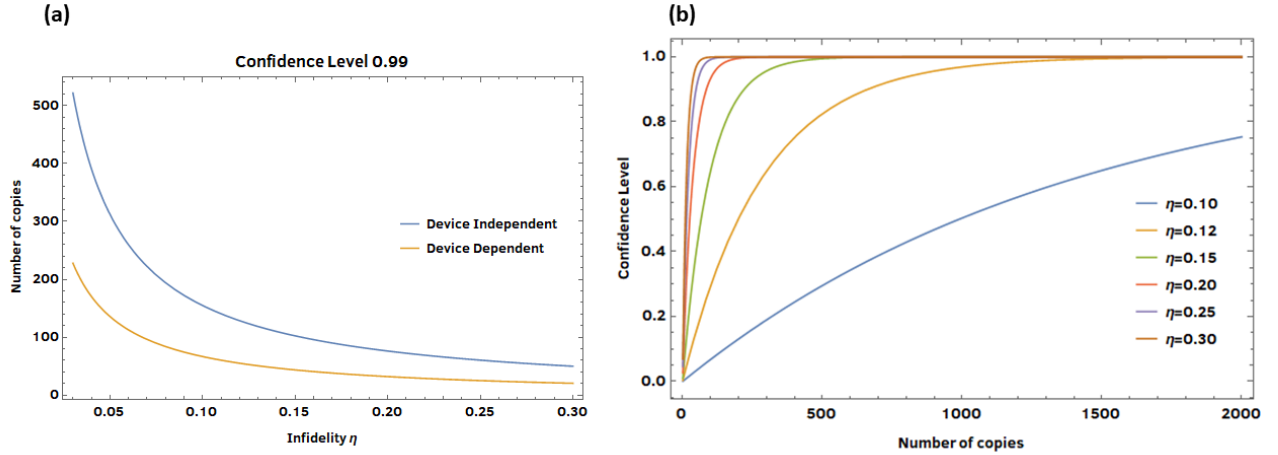 (a)
Confidence Level 0.99
Number of copies
500
400
300
200
100
0
0.05 0.10 0.15 0.20 0.25 0.30
Infidelity η
Device Independent
Device Dependent
(b)
Confidence Level
1.0
0.8
0.6
0.4
0.2
0.0
0 500 1000 1500 2000
Number of copies
η=0.10
η=0.12
η=0.15
η=0.20
η=0.25
η=0.30